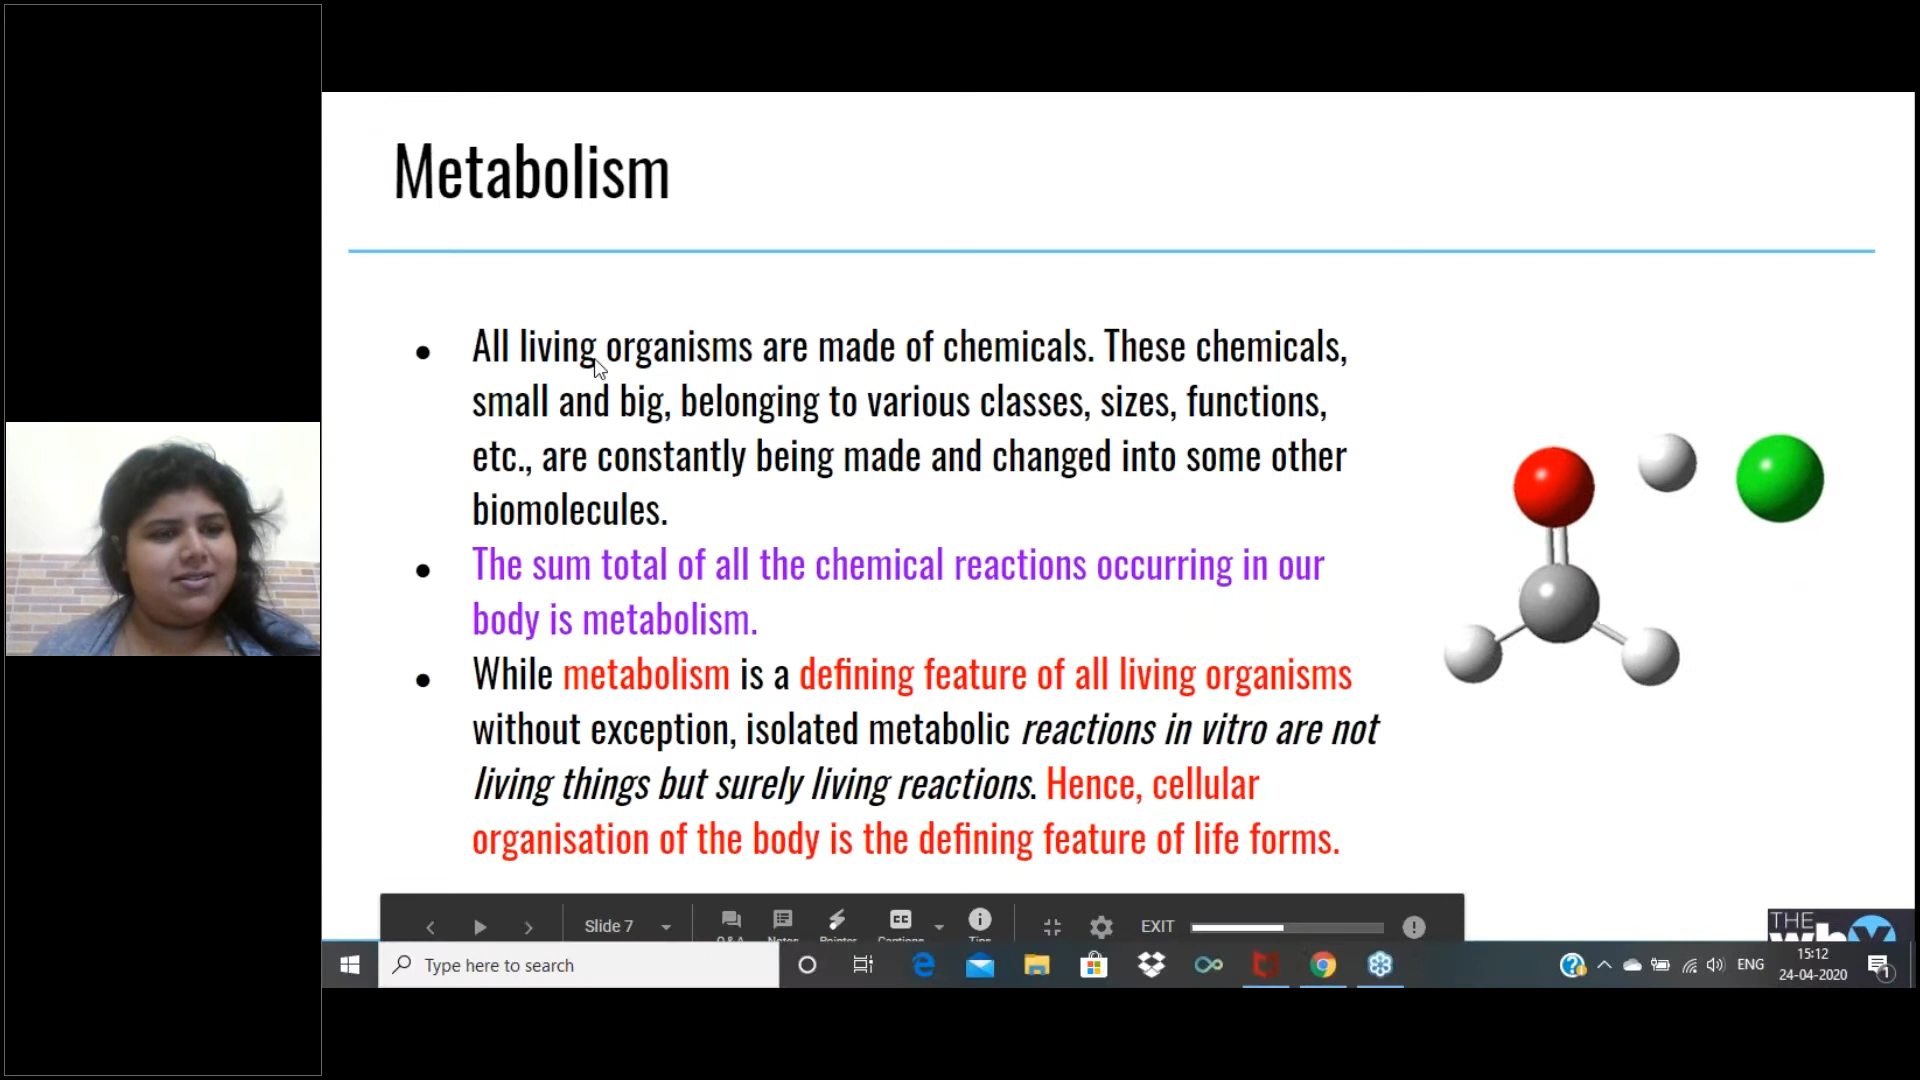 Metabolism
All living organisms are made of chemicals. These chemicals,
small and big, belonging to various classes, sizes, functions,
etc., are constantly being made and changed into some other
biomolecules.
The sum total of all the chemical reactions occurring in our
body is metabolism.
While metabolism is a defining feature of all living organisms
without exception, isolated metabolic reactions in vitro are not
living things but surely living reactions. Hence, cellular
organisation of the body is the defining feature of life forms.
Slide 7
CC
EXIT
THE
Type here to search
ENG
15:12
24-04-2020
1